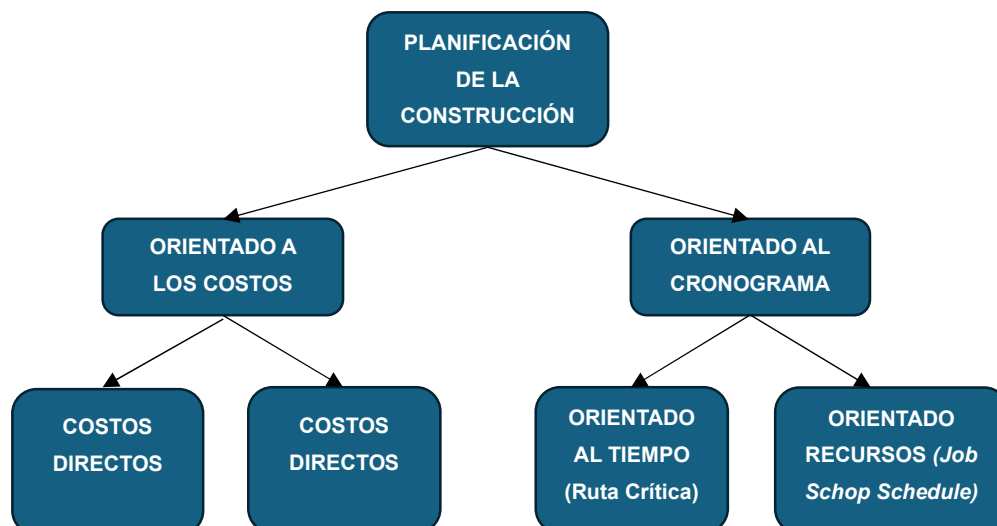 PLANIFICACIÓN
DE LA
CONSTRUCCIÓN
ORIENTADO A
LOS COSTOS
ORIENTADO AL
CRONOGRAMA
COSTOS
DIRECTOS
COSTOS
DIRECTOS
ORIENTADO
AL TIEMPO
(Ruta Crítica)
ORIENTADO
RECURSOS (Job
Schop Schedule)